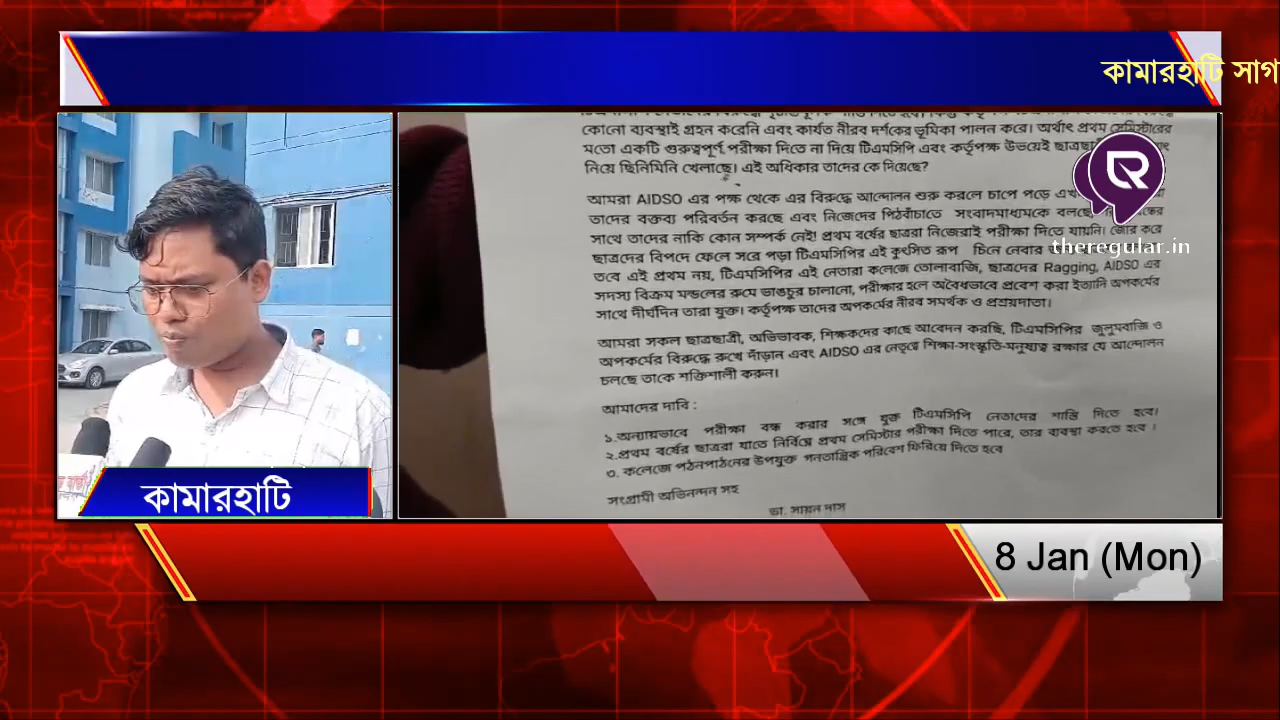 কামারহাটি সাগ
কোনো ব্যবস্থাই গ্রহন করেনি এবং কার্যত নীরব দর্শকের ভূমিকা পালন করে। অর্থাৎ প্রথম সেমিস্টারের
মতো একটি গুরুত্বপূর্ণ পরীক্ষা দিতে না দিয়ে টিএমসিপি এবং কর্তৃপক্ষ উভয়েই
নিয়ে ছিনিমিনি খেলাচ্ছে। এই অধিকার তাদের কে দিয়েছে?
আমরা AIDSO এর পক্ষ থেকে এর বিরুদ্ধে আন্দোলন শুরু করলে চাপে পড়ে
তাদের বক্তব্য পরিবর্তন করছে এবং নিজেদের পিঠবাঁচাতে সংবাদমাধ্যমকে বলছে
সাথে তাদের নাকি কোন সম্পর্ক নেই! প্রথম বর্ষের ছাত্ররা নিজেরাই পরীক্ষা দিতে যায়নি। জোর করে
ছাত্রদের বিপদে ফেলে সরে পড়া টিএমসিপির এই কুৎসিত রূপ চিনে নেবার
তবে এই প্রথম নয়, টিএমসিপির এই নেতারা কলেজে তোলাবাজি, ছাত্রদের Ragging, AIDSO এর
সদস্য বিক্রম মন্ডলের রুমে ভাঙচুর চালানো, পরীক্ষার হলে অবৈধভাবে প্রবেশ করা ইত্যাদি অপকর্মের
সাথে দীর্ঘদিন তারা যুক্ত। কর্তৃপক্ষ তাদের অপকর্মের নীরব সমর্থক ও প্রশ্রয়দাতা।
আমরা সকল ছাত্রছাত্রী, অভিভাবক, শিক্ষকদের কাছে আবেদন করছি, টিএমসিপির জুলুমবাজি ও
অপকর্মের বিরুদ্ধে রুখে দাঁড়ান এবং AIDSO এর নেতৃত্বে শিক্ষা-সংস্কৃতি-মনুষ্যত্ব রক্ষার যে আন্দোলন
চলছে তাকে শক্তিশালী করুন।
আমাদের দাবি :
১.অন্যায়ভাবে পরীক্ষা বন্ধ করার সঙ্গে যুক্ত টিএমসিপি নেতাদের শাস্তি দিতে হবে।
২.প্রথম বর্ষের ছাত্ররা যাতে নির্বিঘ্নে প্রথম সেমিস্টার পরীক্ষা দিতে পারে, তার ব্যবস্থা করতে হবে ।
৩. কলেজে পঠনপাঠনের উপযুক্ত গনতান্ত্রিক পরিবেশ ফিরিয়ে দিতে হবে
সংগ্রামী অভিনন্দন সহ
ডা. সায়ন দাস
theregular.in
কামারহাটি
8 Jan (Mon)